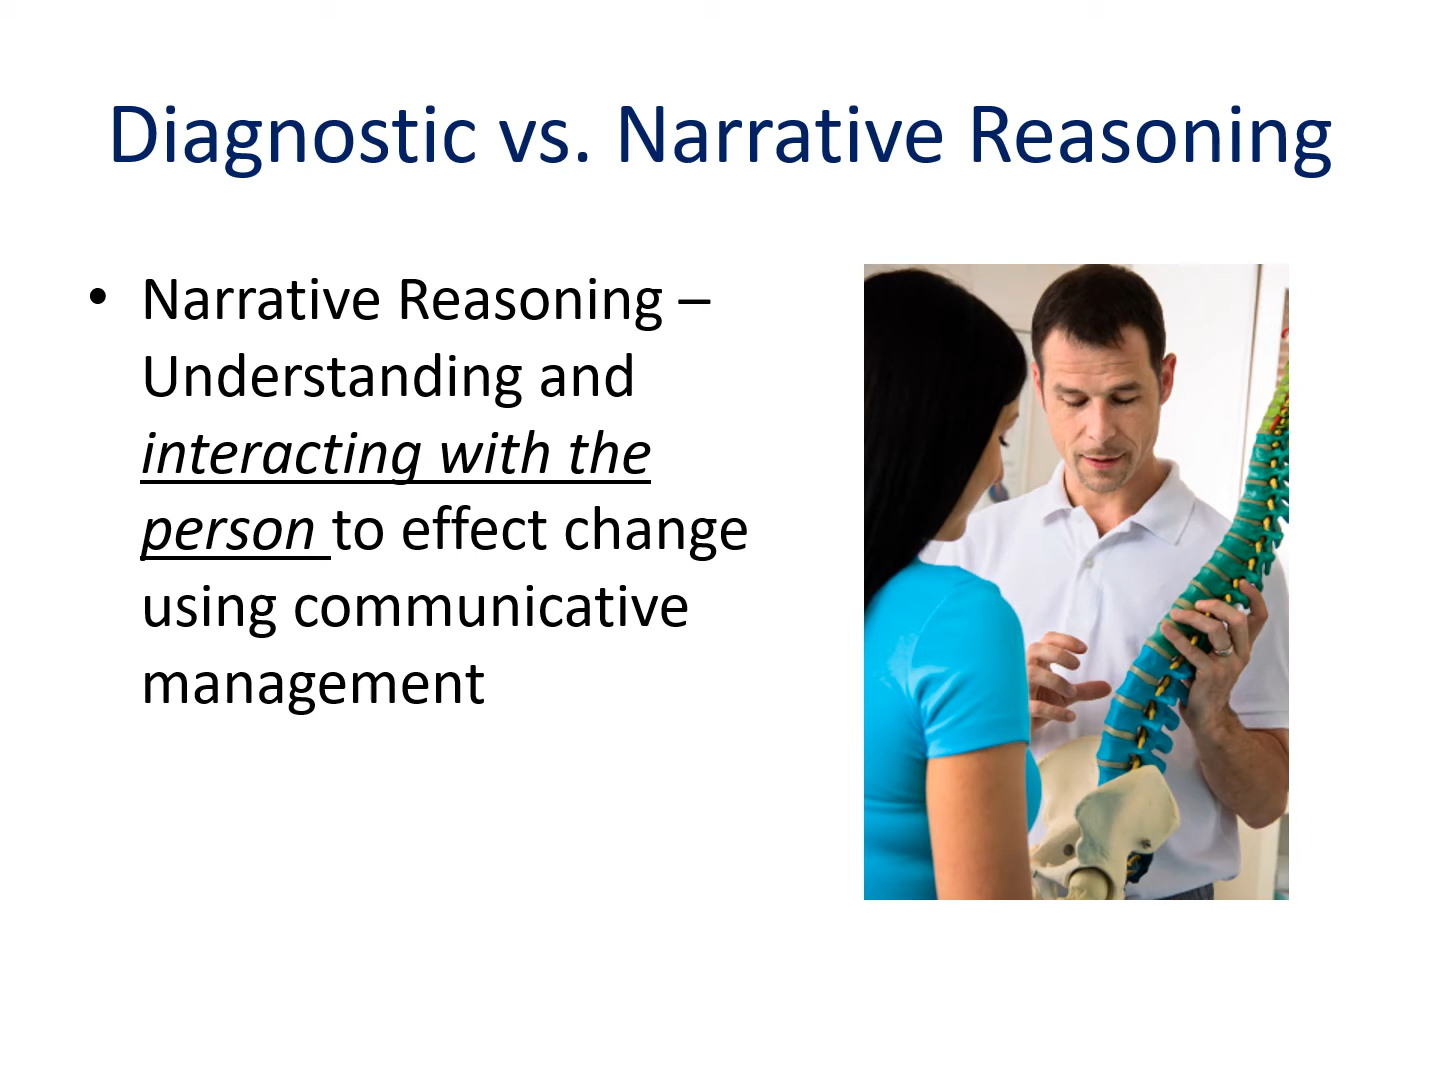 Diagnostic vs. Narrative Reasoning
• Narrative Reasoning –
Understanding and
interacting with the
person to effect change
using communicative
management